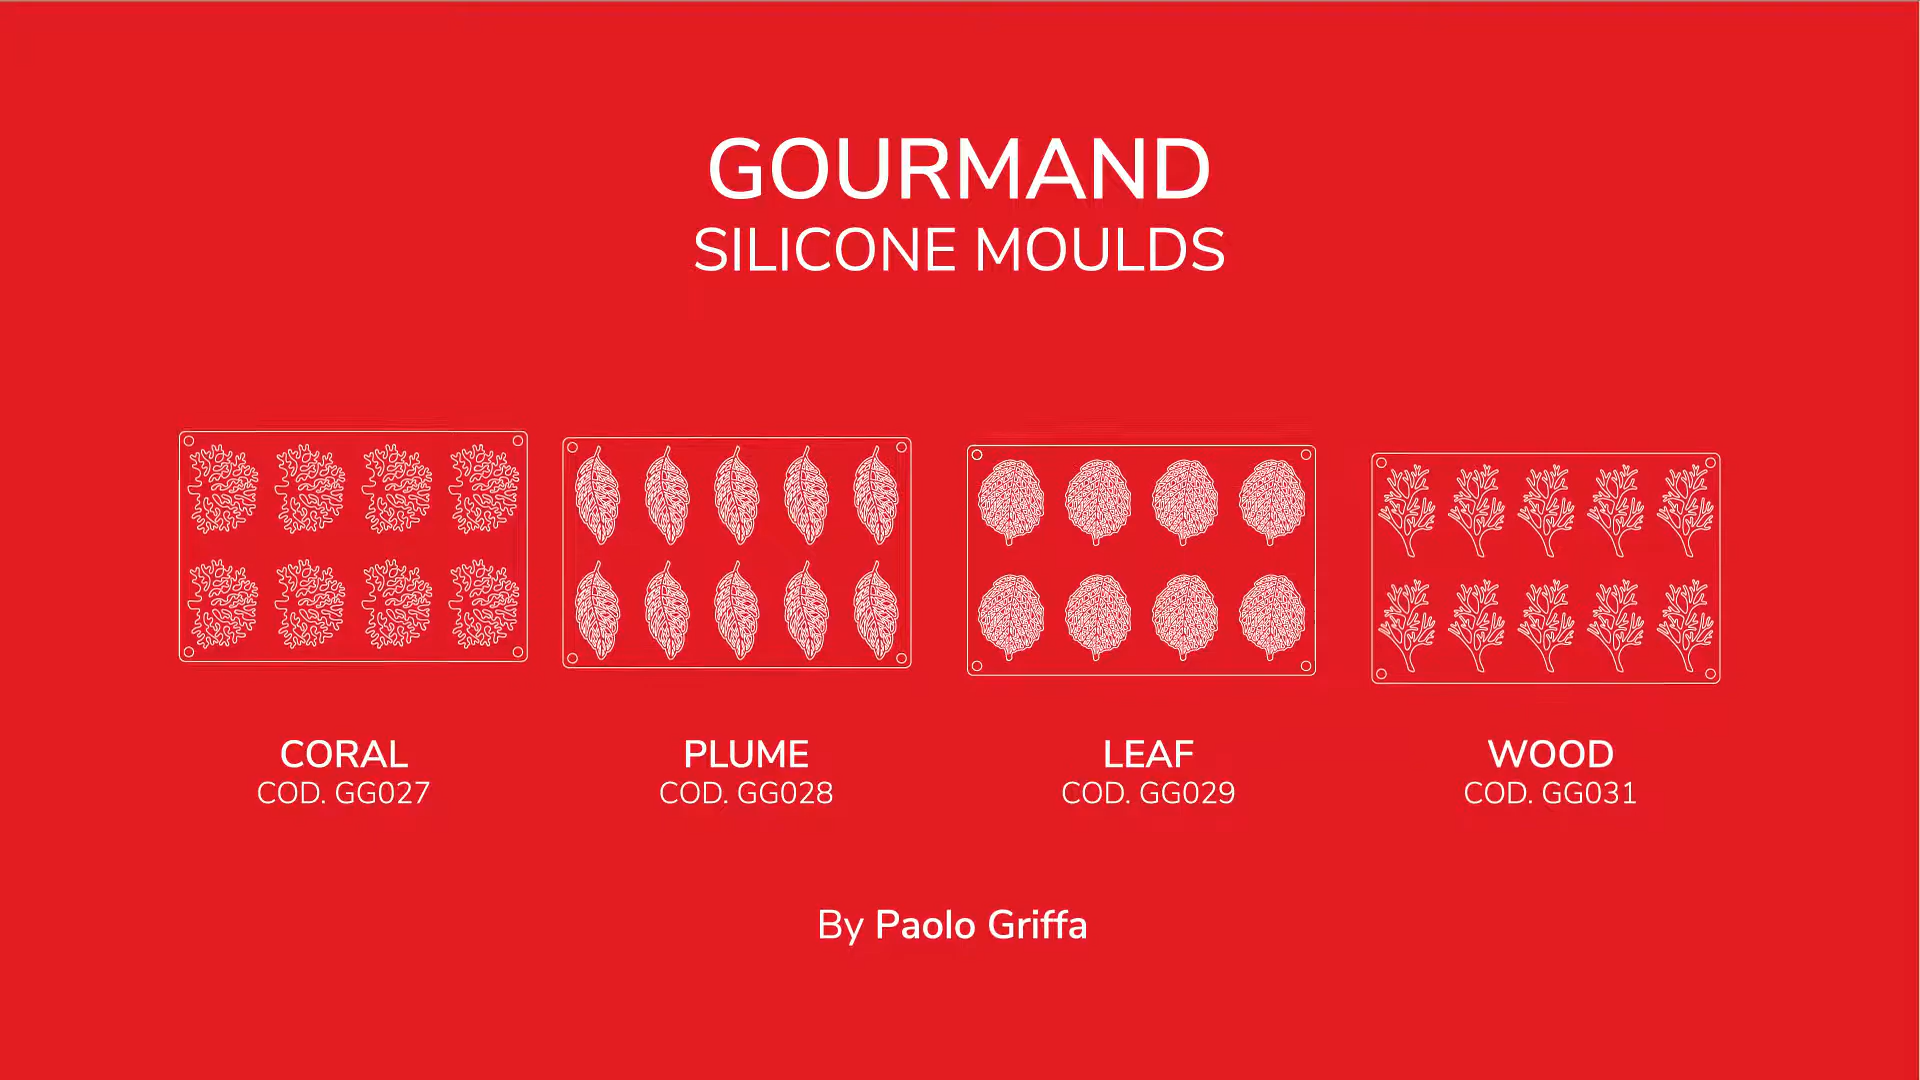 GOURMAND
SILICONE MOULDS
CORAL
COD. GG027
PLUME
COD. GG028
LEAF
COD. GG029
WOOD
COD. GG031
By Paolo Griffa